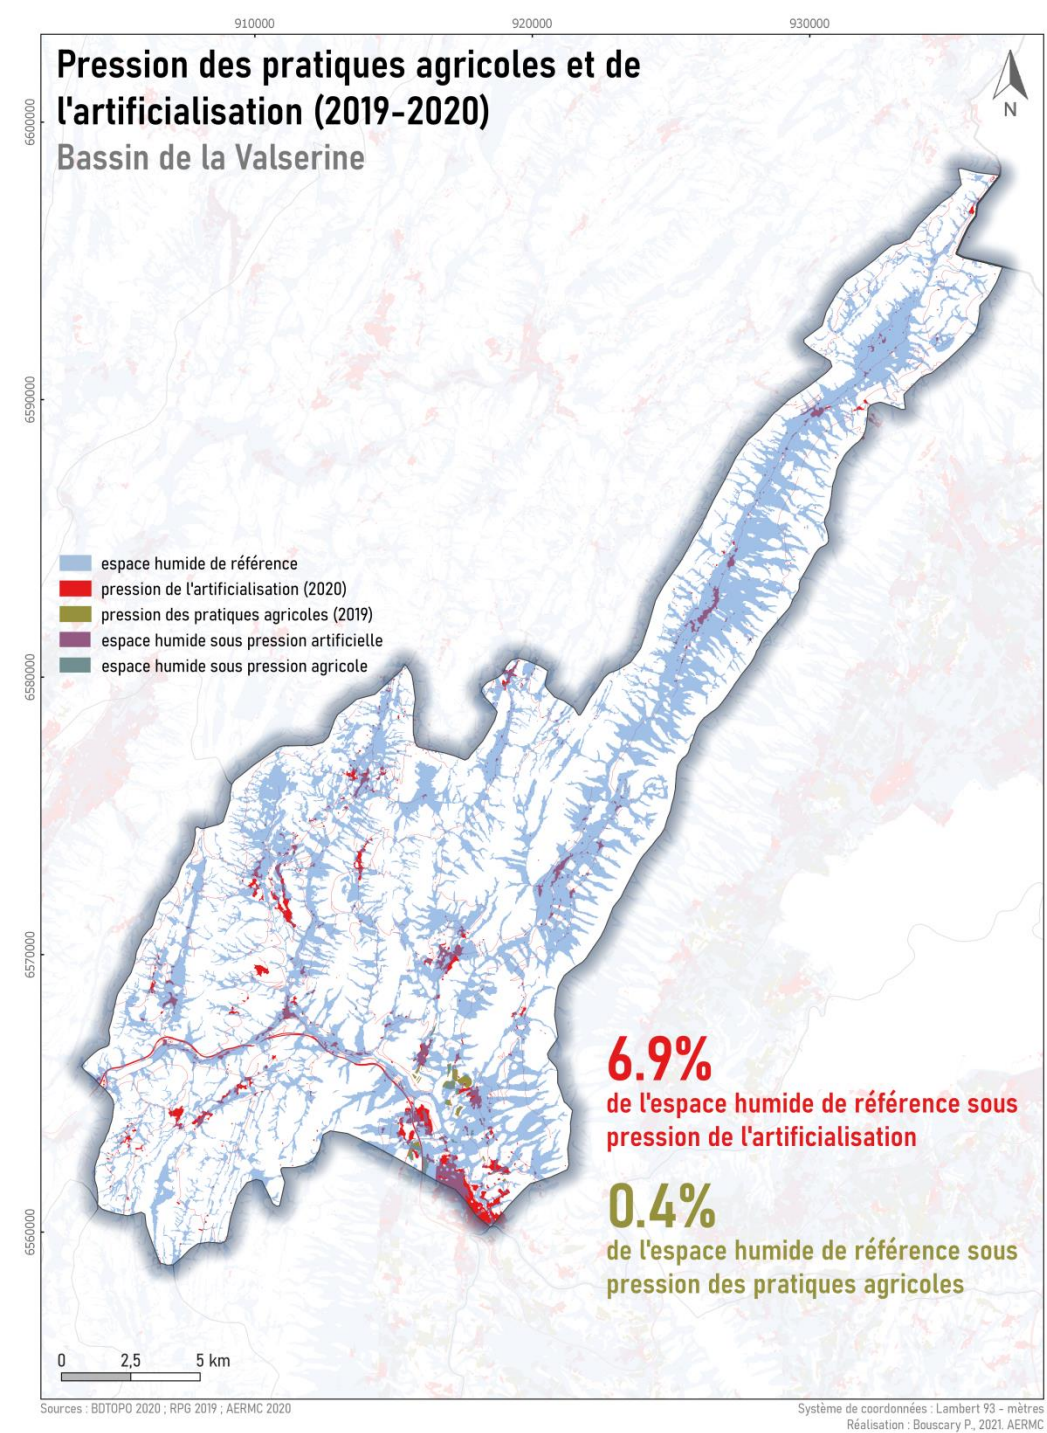 910000
920000
930000
Pression des pratiques agricoles et de
l'artificialisation (2019-2020)
Bassin de la Valserine
N
6600000
6590000
6580000
6570000
6560000
espace humide de référence
pression de l'artificialisation (2020)
pression des pratiques agricoles (2019)
espace humide sous pression artificielle
espace humide sous pression agricole
6.9%
de l'espace humide de référence sous
pression de l'artificialisation
0.4%
de l'espace humide de référence sous
pression des pratiques agricoles
0 2,5 5 km
Sources : BDTOPO 2020 ; RPG 2019 ; AERMC 2020
Système de coordonnées : Lambert 93 - mètres
Réalisation : Bouscary P., 2021. AERMC